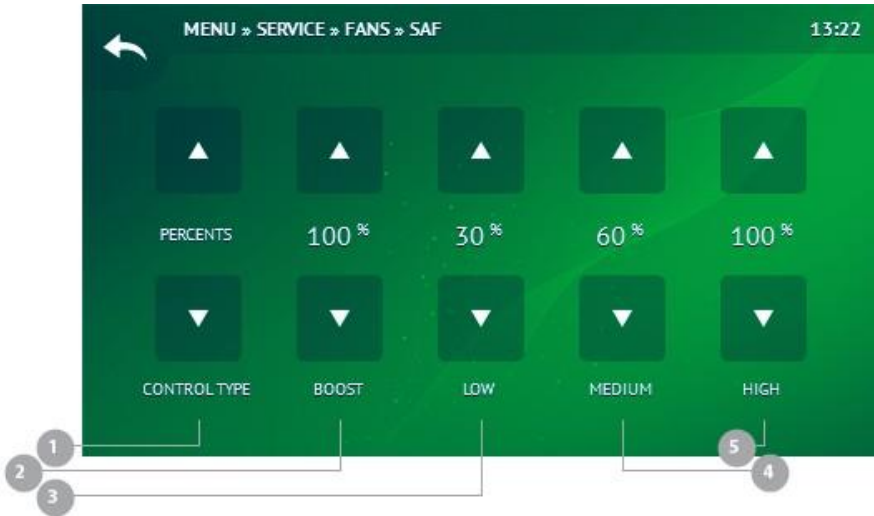 MENU » SERVICE » FANS » SAF 13:22
PERCENTS 100 % 30 % 60 % 100 %
CONTROL TYPE BOOST LOW MEDIUM HIGH
1 5
2 4
3